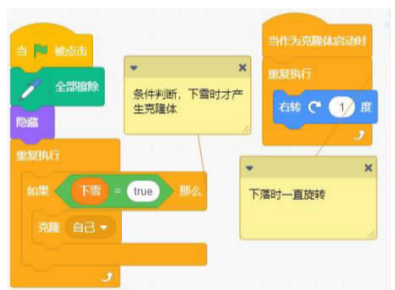 当 被点击
全部擦除
隐藏
重复执行
如果 下雪 = true 那么
克隆 自己
条件判断，下雪时才产
生克隆体
当作为克隆体启动时
重复执行
右转 1 度
下落时一直旋转